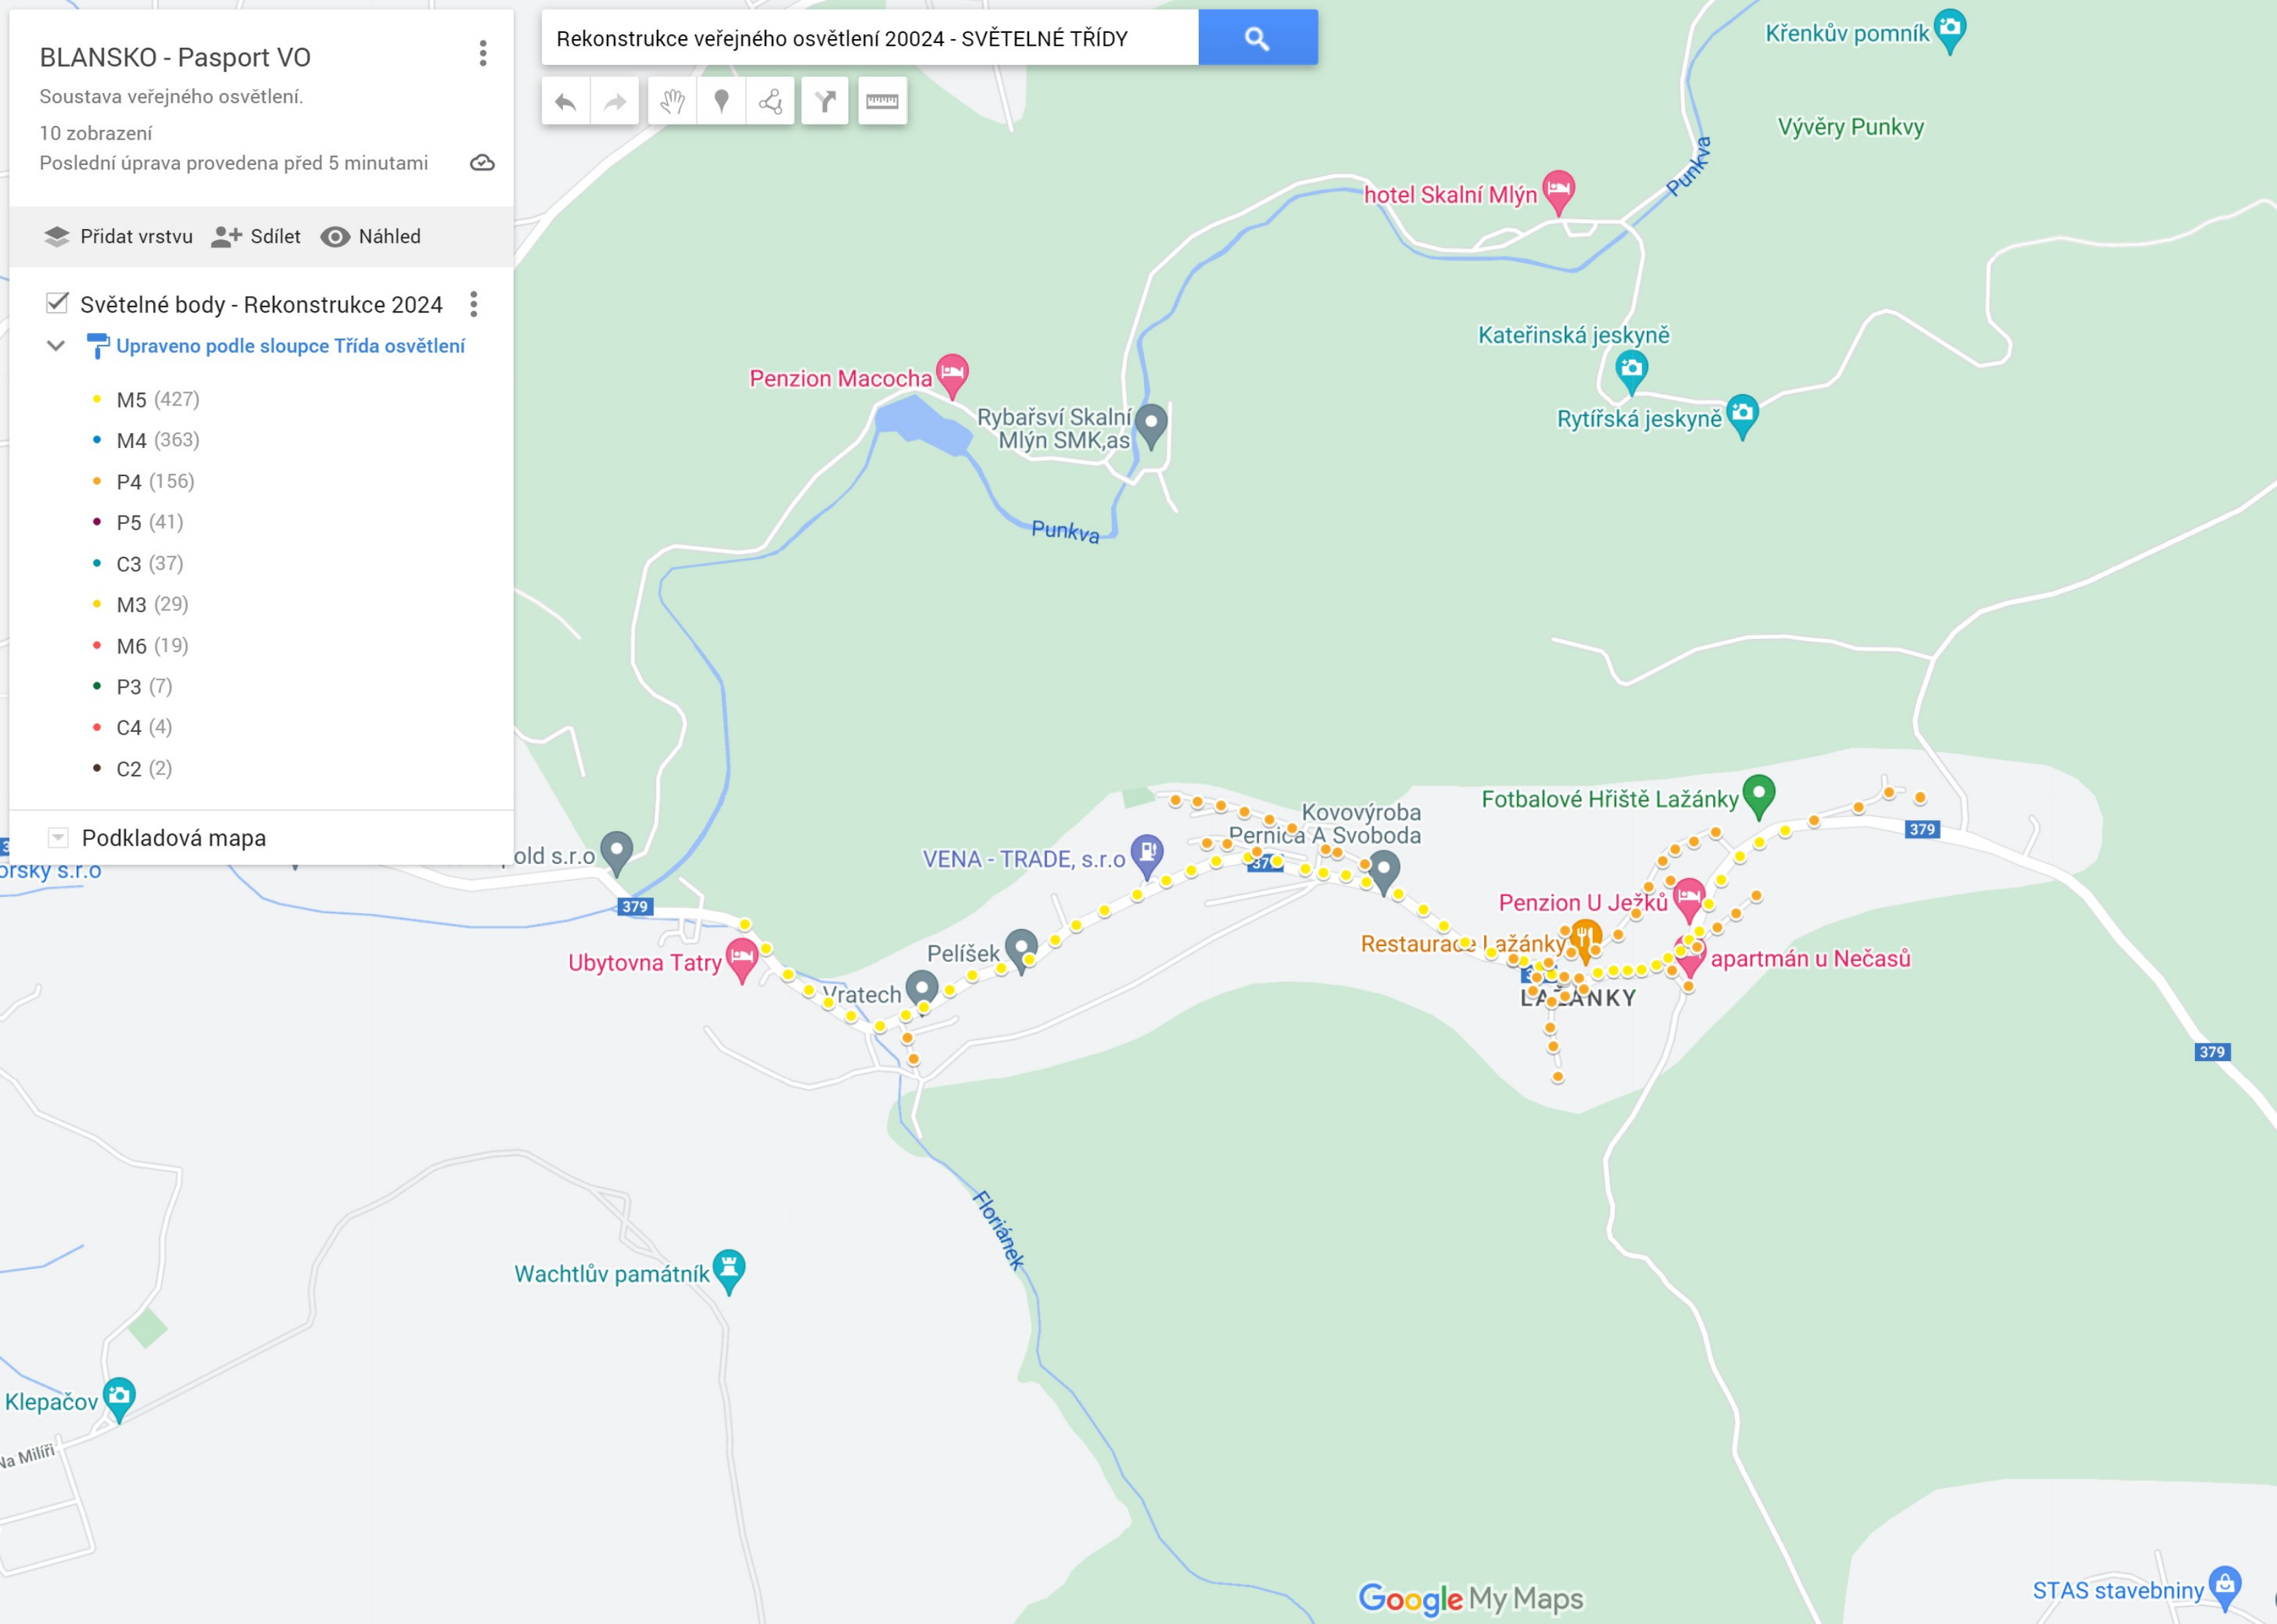 BLANSKO - Pasport VO
Soustava veřejného osvětlení.
10 zobrazení
Poslední úprava provedena před 5 minutami
Přidat vrstvu
Sdílet
Náhled
Světelné body - Rekonstrukce 2024
Upraveno podle sloupce Třída osvětlení
M5 (427)
M4 (363)
P4 (156)
P5 (41)
C3 (37)
M3 (29)
M6 (19)
P3 (7)
C4 (4)
C2 (2)
Podkladová mapa
Rekonstrukce veřejného osvětlení 20024 - SVĚTELNÉ TŘÍDY
Křenkův pomník
Vývěry Punkvy
Punkva
hotel Skalní Mlýn
Kateřinská jeskyně
Rytířská jeskyně
Penzion Macocha
Rybařsví Skalní
Mlýn SMK,as
Punkva
Kovovýroba
Pernica A Svoboda
Fotbalové Hřiště Lažánky
379
old s.r.o
VENA - TRADE, s.r.o
379
Penzion U Ježků
Restaurace Lažánky
apartmán u Nečasů
LAŽÁNKY
Pelíšek
Ubytovna Tatry
Vratech
379
Floriánek
Wachtlův památník
Klepačov
Na Milíři
STAS stavebniny
Google My Maps